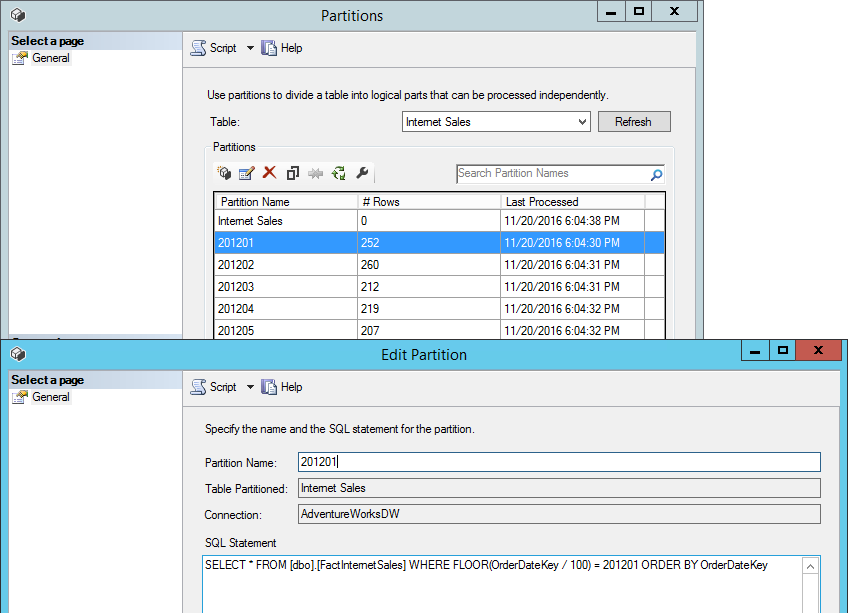 Partitions
Select a page
General
Script Help
Use partitions to divide a table into logical parts that can be processed independently.
Table: Internet Sales Refresh
Partitions
Search Partition Names
Partition Name # Rows Last Processed
Internet Sales 0 11/20/2016 6:04:38 PM
201201 252 11/20/2016 6:04:30 PM
201202 260 11/20/2016 6:04:31 PM
201203 212 11/20/2016 6:04:31 PM
201204 219 11/20/2016 6:04:32 PM
201205 207 11/20/2016 6:04:32 PM
Edit Partition
Select a page
General
Script Help
Specify the name and the SQL statement for the partition.
Partition Name: 201201
Table Partitioned: Internet Sales
Connection: AdventureWorksDW
SQL Statement
SELECT * FROM [dbo].[FactInternetSales] WHERE FLOOR(OrderDateKey / 100) = 201201 ORDER BY OrderDateKey